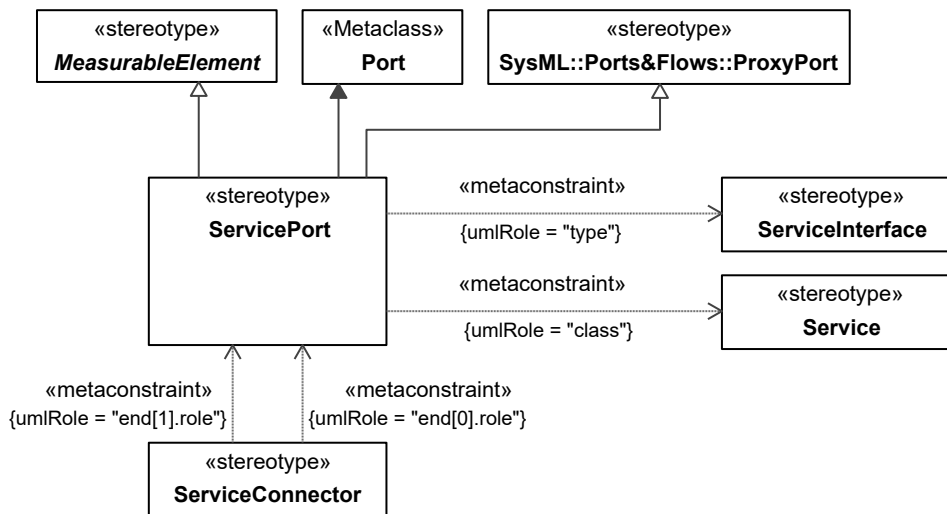 «stereotype»
MeasurableElement
«Metaclass»
Port
«stereotype»
SysML::Ports&Flows::ProxyPort
«stereotype»
ServicePort
«metaconstraint»
{umlRole = "type"}
«stereotype»
ServiceInterface
«metaconstraint»
{umlRole = "class"}
«stereotype»
Service
«metaconstraint»
{umlRole = "end[1].role"}
«metaconstraint»
{umlRole = "end[0].role"}
«stereotype»
ServiceConnector